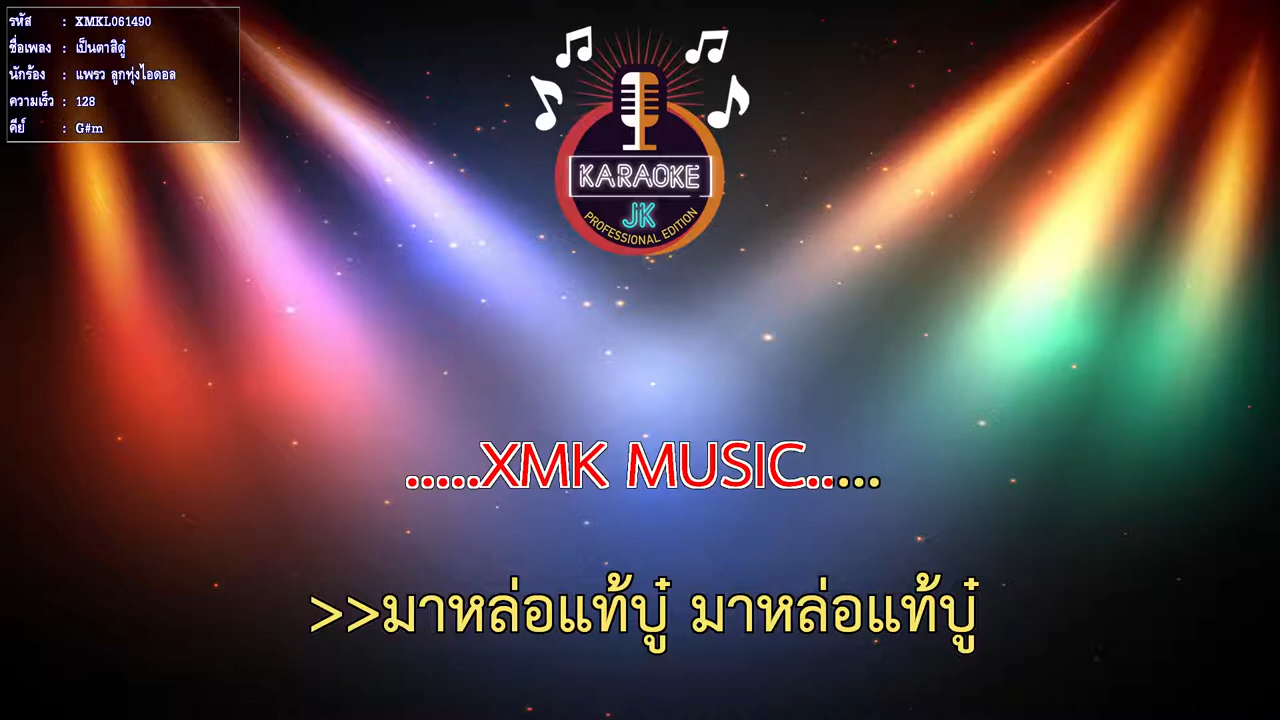 รหัส : XMKL061490
ชื่อเพลง : เป็นตาสิดู๋
นักร้อง : แพรว ลูกทุ่งไอดอล
ความเร็ว : 128
คีย์ : G#m
KARAOKE
JK
PROFESSIONAL EDITION
.....XMK MUSIC.....
>>มาหล่อแท้บู๋ มาหล่อแท้บู๋